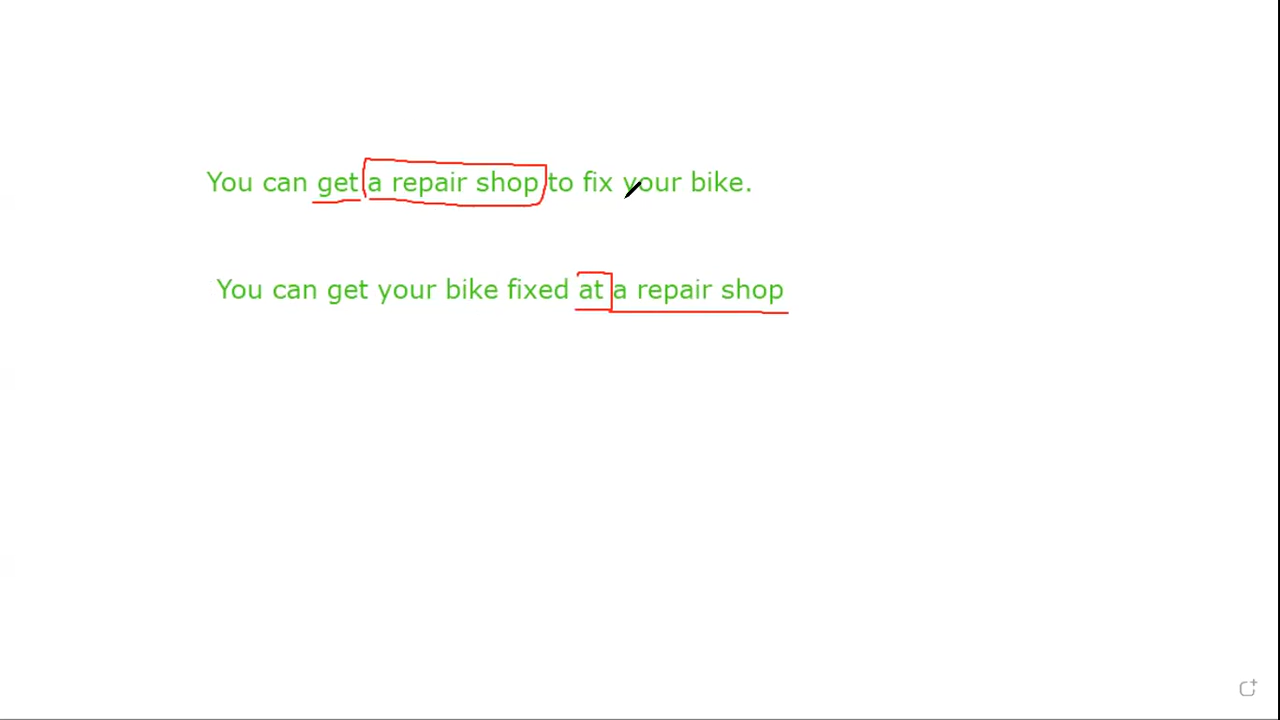 You can get a repair shop to fix your bike.
You can get your bike fixed at a repair shop